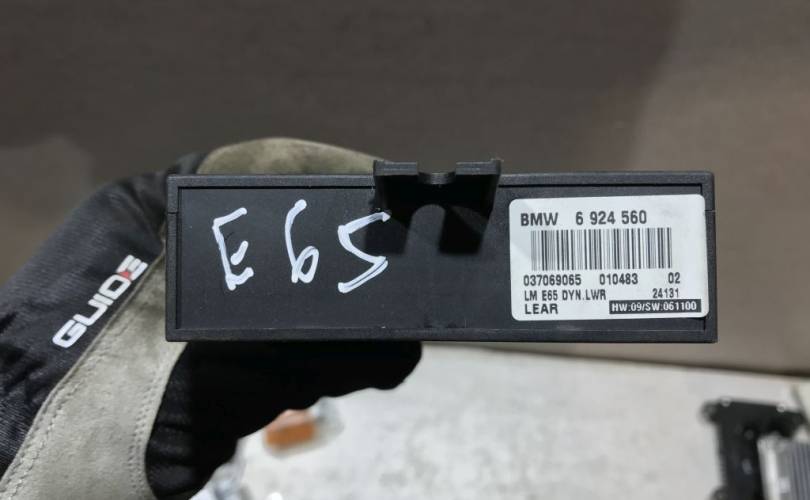 GUIDE
E65
BMW 6 924 560
037069065 010483 02
LM E65 DYN.LWR 24131
LEAR HW:09/SW:061100